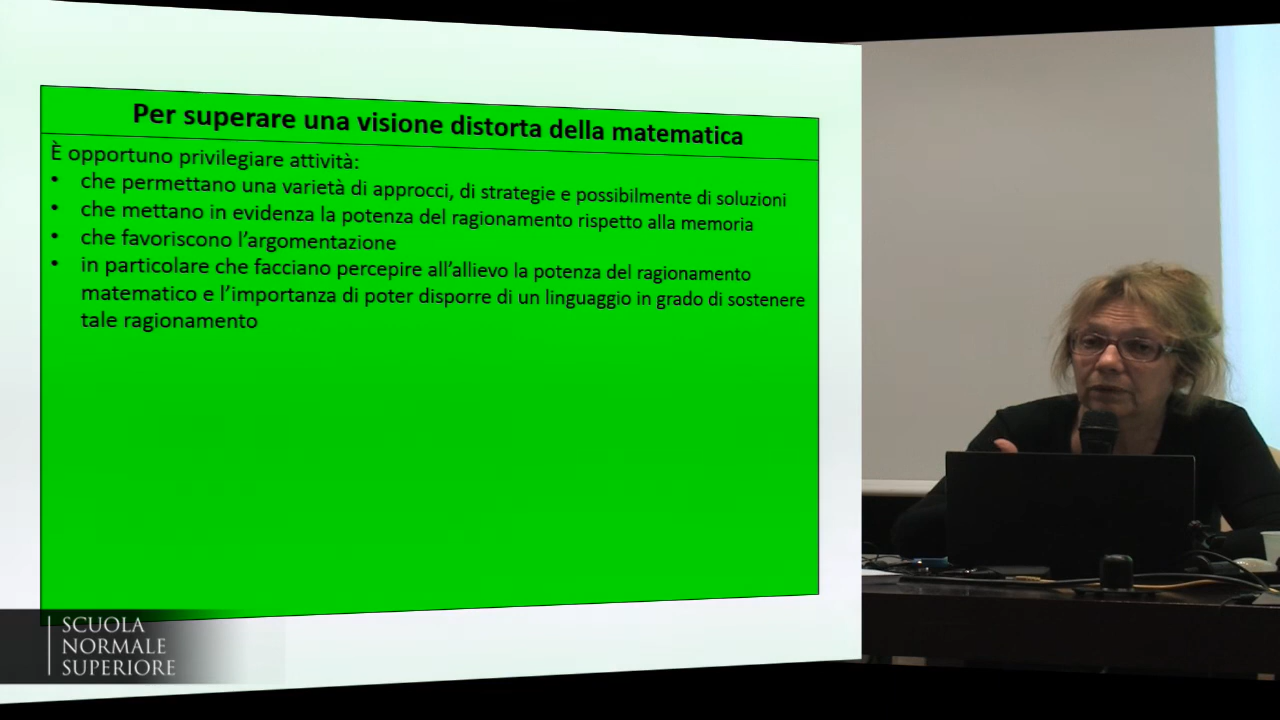 Per superare una visione distorta della matematica
È opportuno privilegiare attività:
• che permettano una varietà di approcci, di strategie e possibilmente di soluzioni
• che mettano in evidenza la potenza del ragionamento rispetto alla memoria
• che favoriscono l'argomentazione
• in particolare che facciano percepire all'allievo la potenza del ragionamento
matematico e l'importanza di poter disporre di un linguaggio in grado di sostenere
tale ragionamento
SCUOLA
NORMALE
SUPERIORE